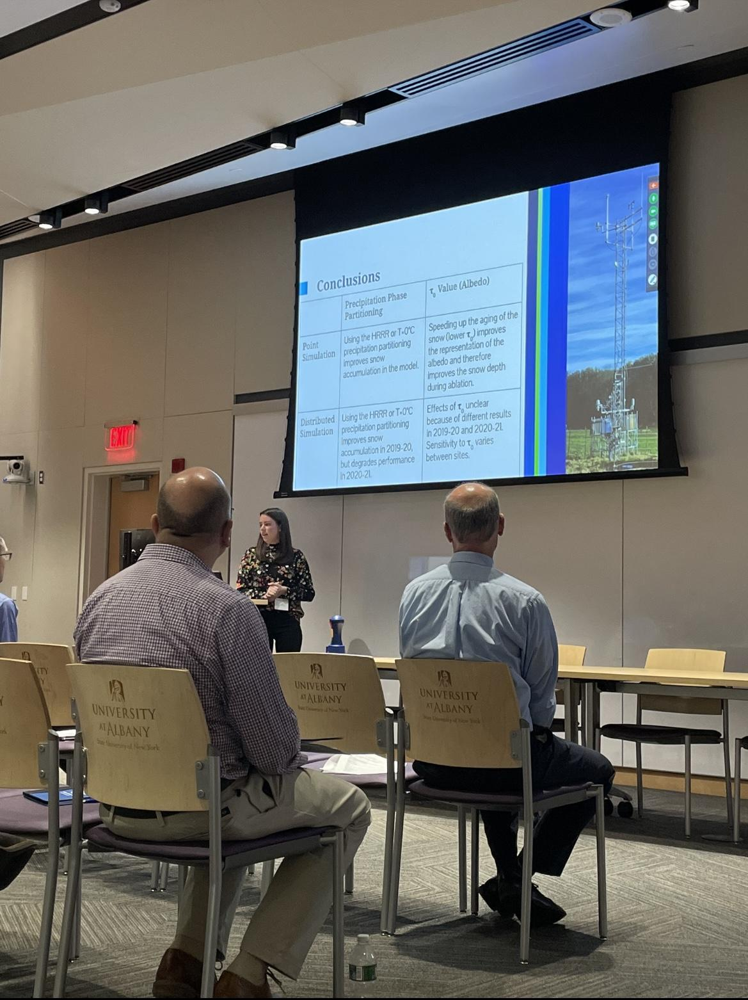 Conclusions
Precipitation Phase
Partitioning
τ₀ Value (Albedo)
Point
Simulation
Using the HRRR or T=0°C
precipitation partitioning
improves snow
accumulation in the model.
Speeding up the aging of the
snow (lower τ₀) improves
the representation of the
albedo and therefore
improves the snow depth
during ablation.
Distributed
Simulation
Using the HRRR or T=0°C
precipitation partitioning
improves snow
accumulation in 2019-20,
but degrades performance
in 2020-21.
Effects of τ₀ unclear
because of different results
in 2019-20 and 2020-21.
Sensitivity to τ₀ varies
between sites.
EXIT
UNIVERSITY
AT ALBANY
State University of New York
UNIVERSITY
AT ALBANY
State University of New York
UNIVERSITY
AT ALBANY
State University of New York